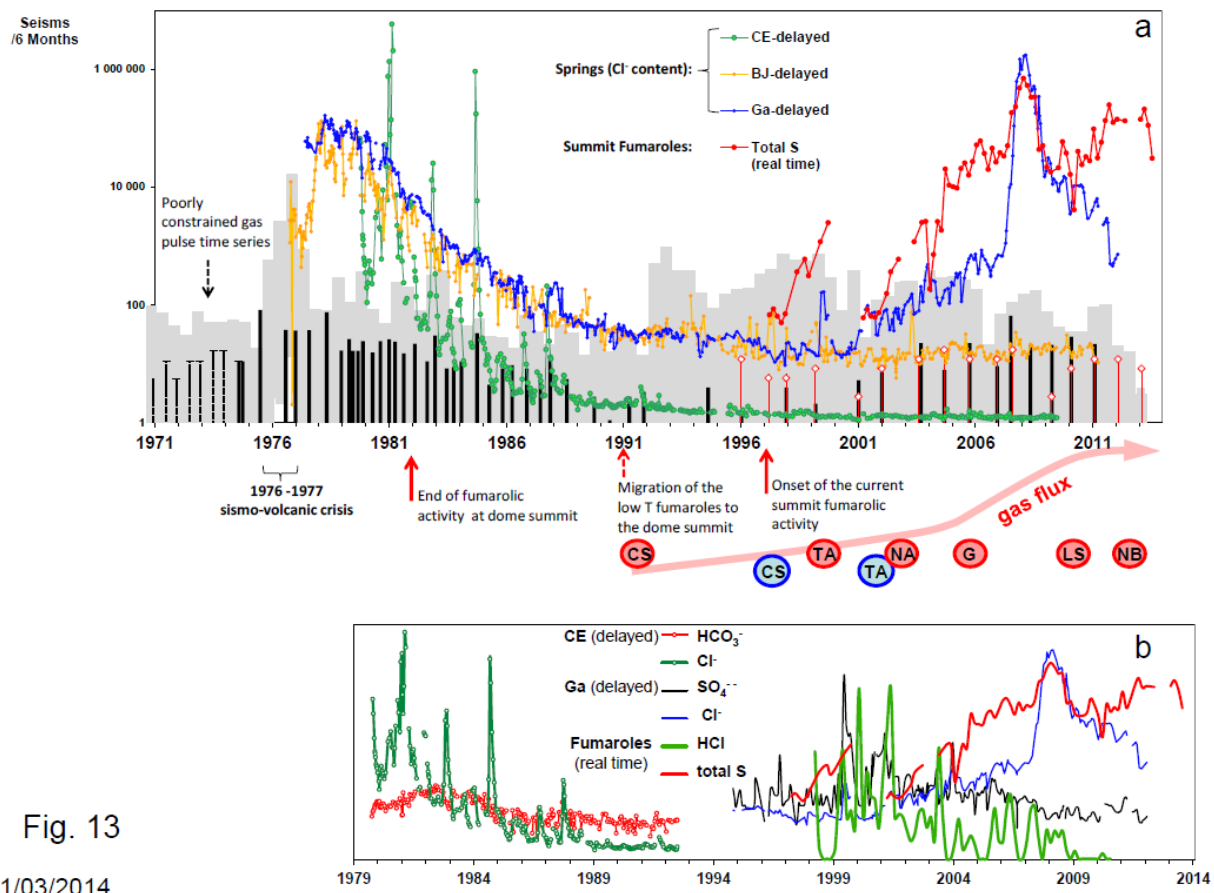 Seisms
/6 Months
a
1 000 000
10 000
100
1
CE-delayed
Springs (Cl- content):
BJ-delayed
Ga-delayed
Summit Fumaroles:
Total S
(real time)
Poorly
constrained gas
pulse time series
1971
1976
1981
1986
1991
1996
2001
2006
2011
1976 -1977
sismo-volcanic crisis
End of fumarolic
activity at dome summit
Migration of the
low T fumaroles to
the dome summit
Onset of the current
summit fumarolic
activity
gas flux
CS
CS
TA
TA
NA
G
LS
NB
b
CE (delayed)
HCO3-
Cl-
Ga (delayed)
SO4--
Cl-
Fumaroles
(real time)
HCl
total S
1979
1984
1989
1994
1999
2004
2009
2014
Fig. 13
1/03/2014